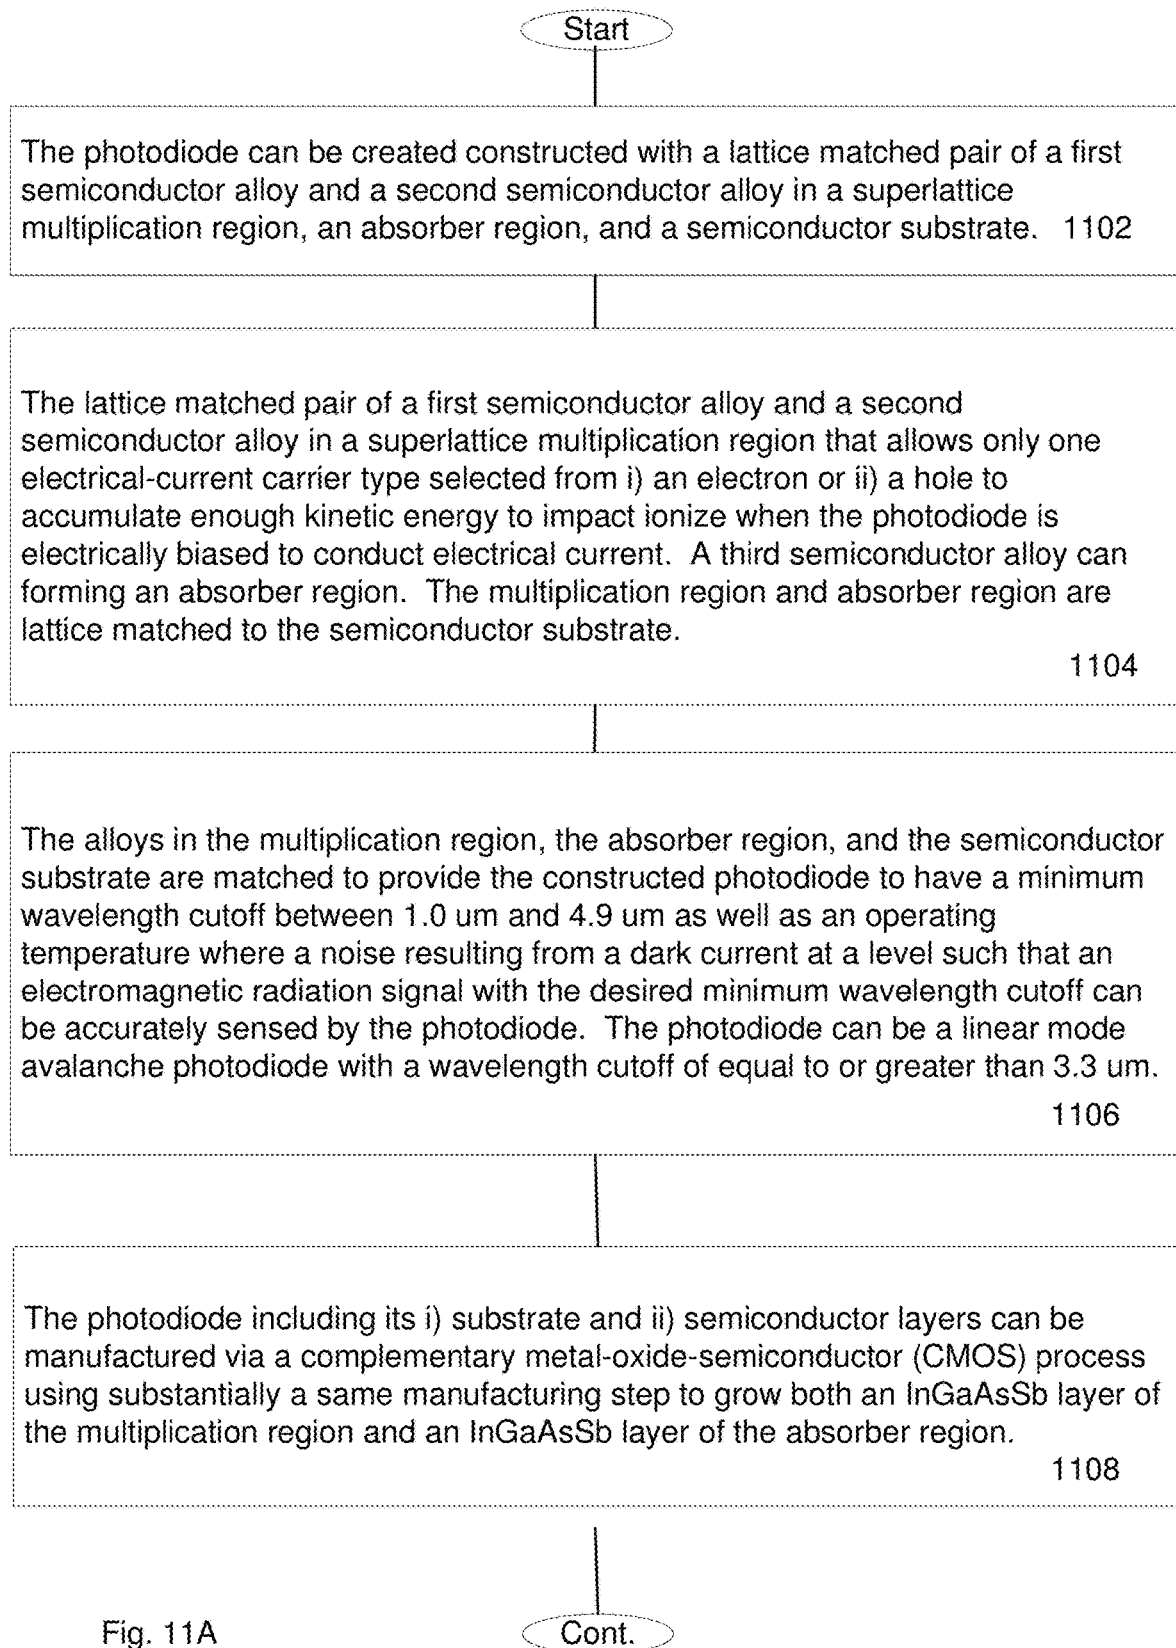 Start
The photodiode can be created constructed with a lattice matched pair of a first
semiconductor alloy and a second semiconductor alloy in a superlattice
multiplication region, an absorber region, and a semiconductor substrate. 1102
The lattice matched pair of a first semiconductor alloy and a second
semiconductor alloy in a superlattice multiplication region that allows only one
electrical-current carrier type selected from i) an electron or ii) a hole to
accumulate enough kinetic energy to impact ionize when the photodiode is
electrically biased to conduct electrical current. A third semiconductor alloy can
forming an absorber region. The multiplication region and absorber region are
lattice matched to the semiconductor substrate.
1104
The alloys in the multiplication region, the absorber region, and the semiconductor
substrate are matched to provide the constructed photodiode to have a minimum
wavelength cutoff between 1.0 um and 4.9 um as well as an operating
temperature where a noise resulting from a dark current at a level such that an
electromagnetic radiation signal with the desired minimum wavelength cutoff can
be accurately sensed by the photodiode. The photodiode can be a linear mode
avalanche photodiode with a wavelength cutoff of equal to or greater than 3.3 um.
1106
The photodiode including its i) substrate and ii) semiconductor layers can be
manufactured via a complementary metal-oxide-semiconductor (CMOS) process
using substantially a same manufacturing step to grow both an InGaAsSb layer of
the multiplication region and an InGaAsSb layer of the absorber region.
1108
Fig. 11A
Cont.